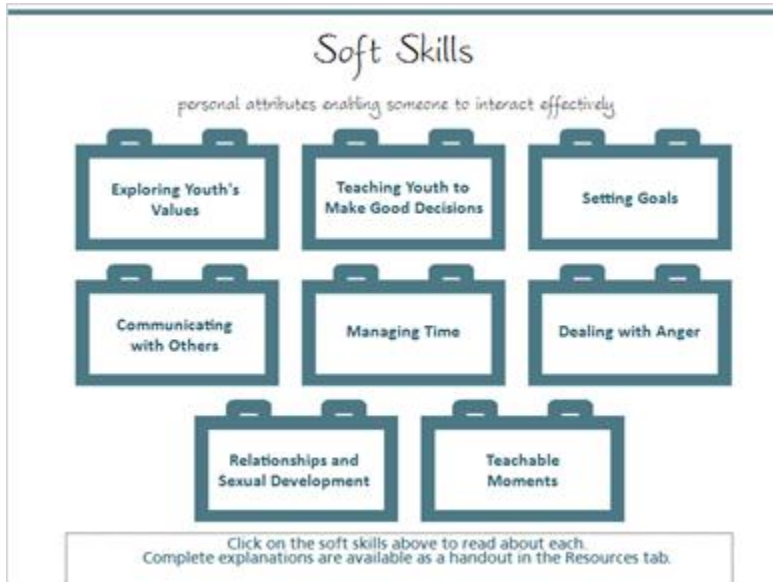 Soft Skills
personal attributes enabling someone to interact effectively
Exploring Youth's
Values
Teaching Youth to
Make Good Decisions
Setting Goals
Communicating
with Others
Managing Time
Dealing with Anger
Relationships and
Sexual Development
Teachable
Moments
Click on the soft skills above to read about each.
Complete explanations are available as a handout in the Resources tab.